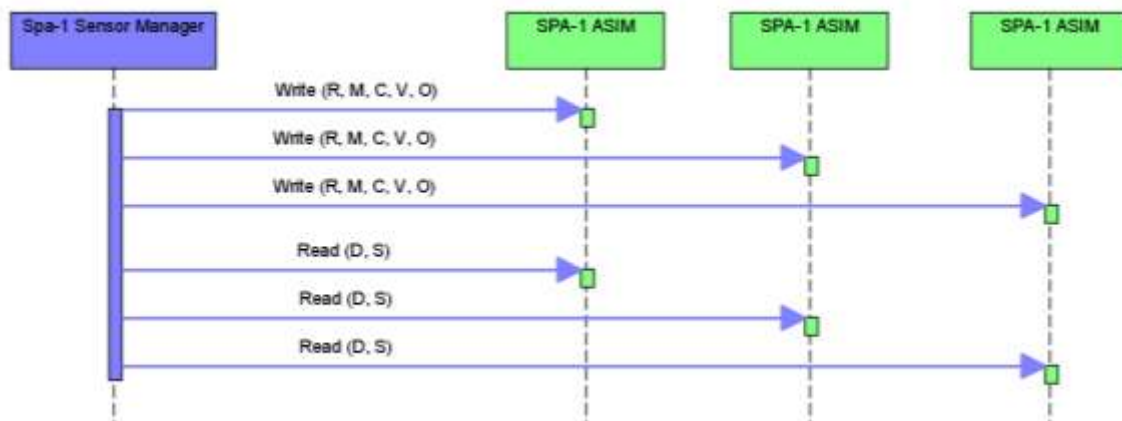 Spa-1 Sensor Manager
SPA-1 ASIM
SPA-1 ASIM
SPA-1 ASIM
Write (R, M, C, V, O)
Write (R, M, C, V, O)
Write (R, M, C, V, O)
Read (D, S)
Read (D, S)
Read (D, S)